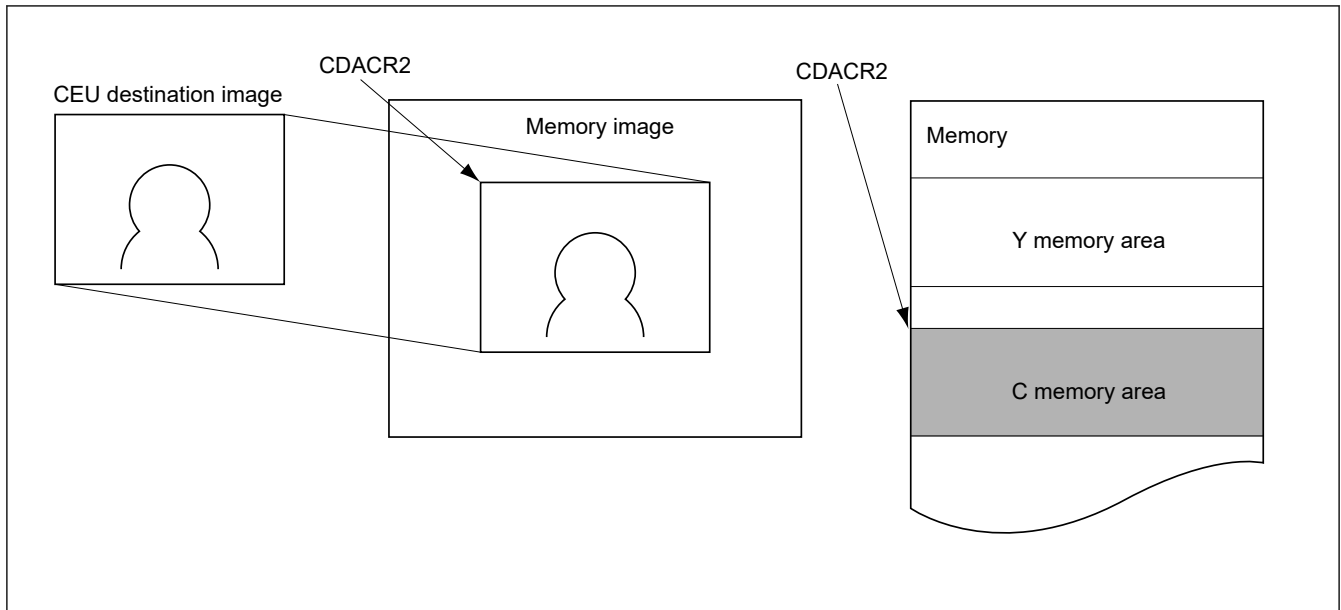 CDACR2
CEU destination image
Memory image
CDACR2
Memory
Y memory area
C memory area